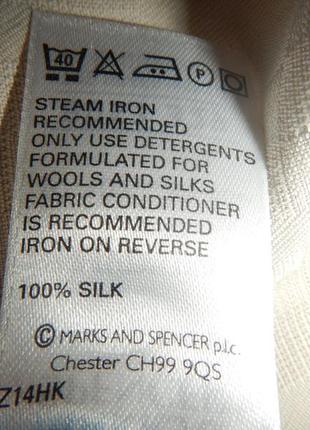 40 P
STEAM IRON
RECOMMENDED
ONLY USE DETERGENTS
FORMULATED FOR
WOOLS AND SILKS
FABRIC CONDITIONER
IS RECOMMENDED
IRON ON REVERSE
100% SILK
© MARKS AND SPENCER p.l.c.
Chester CH99 9QS
Z14HK